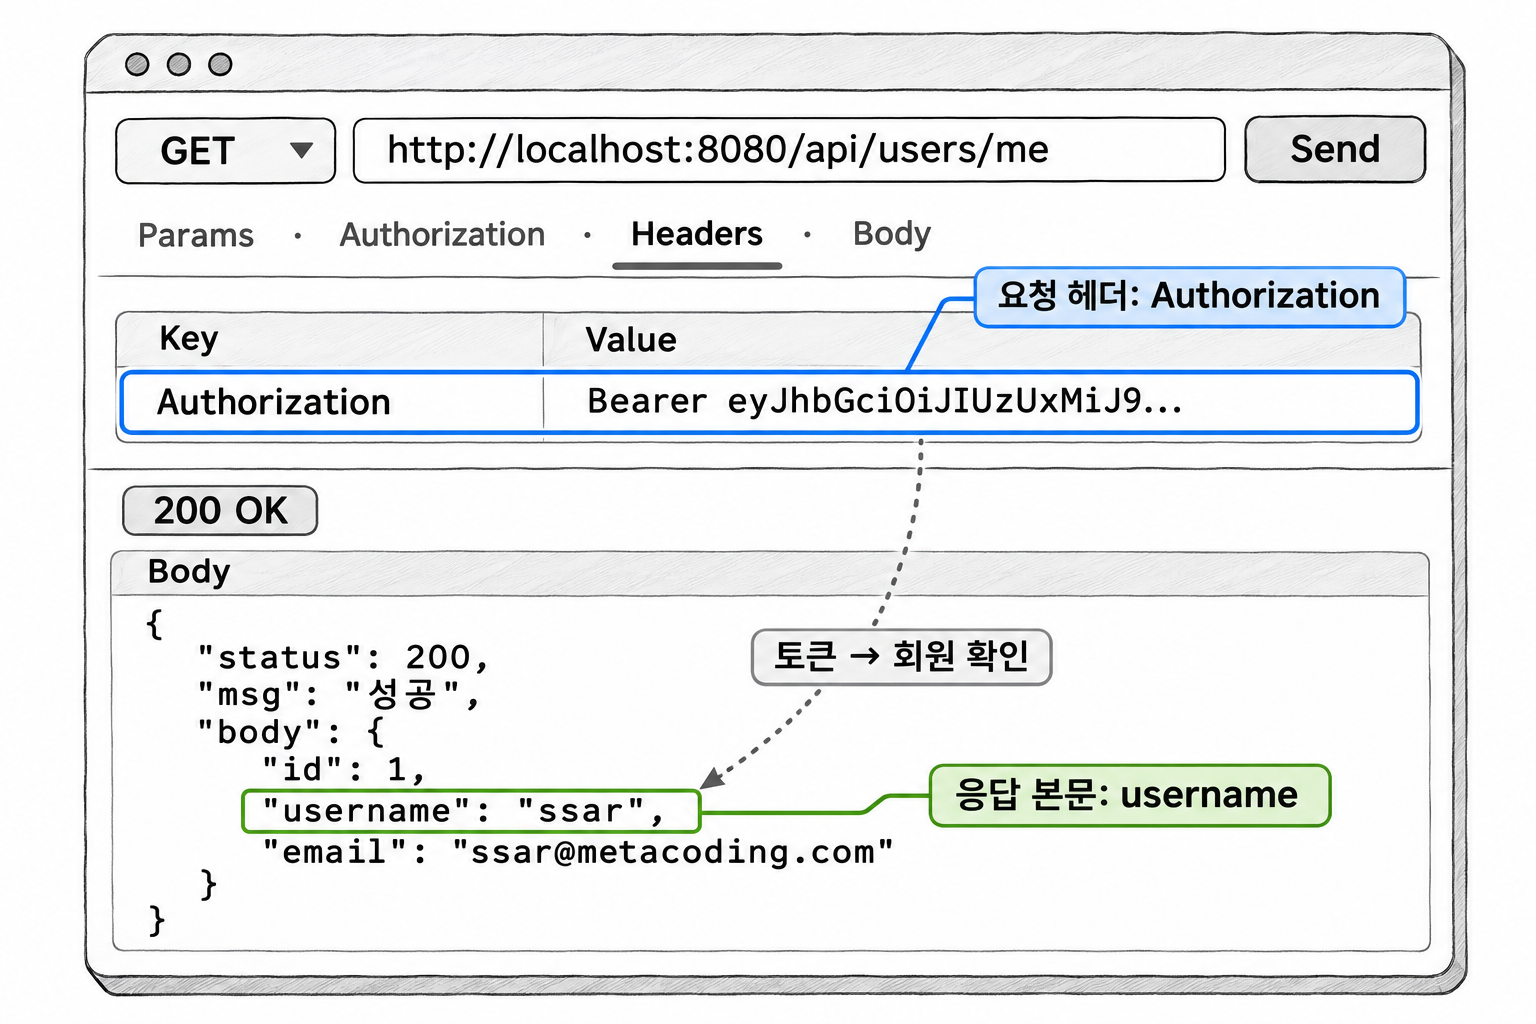 GET
http://localhost:8080/api/users/me
Send
Params · Authorization · Headers · Body
요청 헤더: Authorization
Key Value
Authorization Bearer eyJhbGciOiJIUzUxMiJ9...
200 OK
Body
{
"status": 200,
"msg": "성공",
"body": {
"id": 1,
"username": "ssar",
"email": "ssar@metacoding.com"
}
}
토큰 → 회원 확인
응답 본문: username